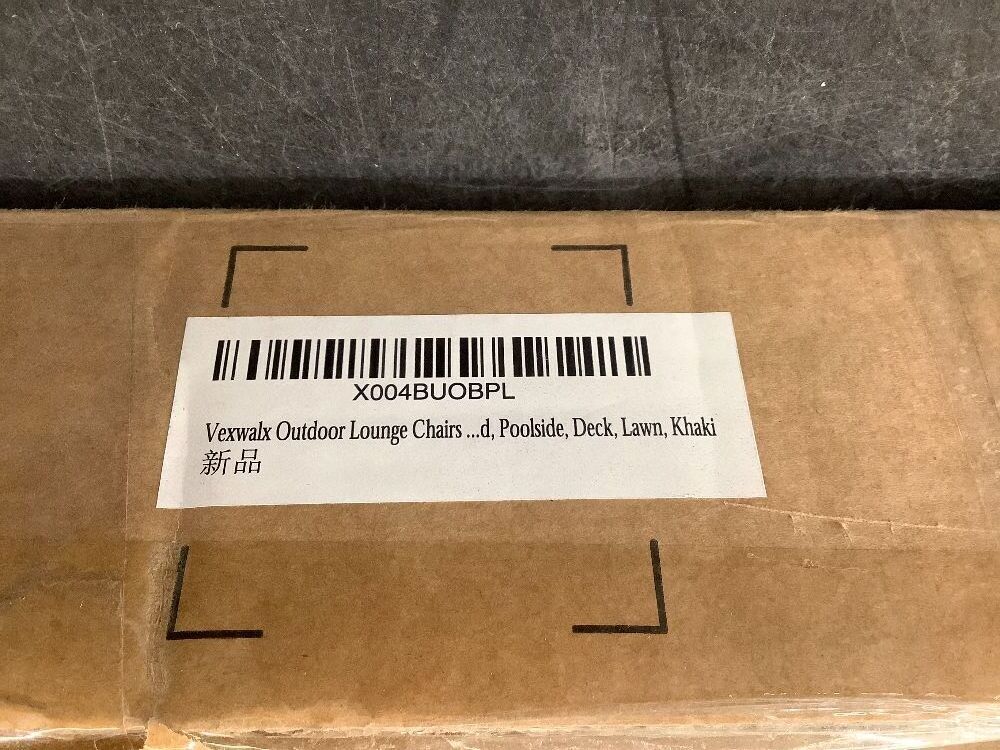 X004BUOBPL
Vexwalx Outdoor Lounge Chairs ...d, Poolside, Deck, Lawn, Khaki
新品